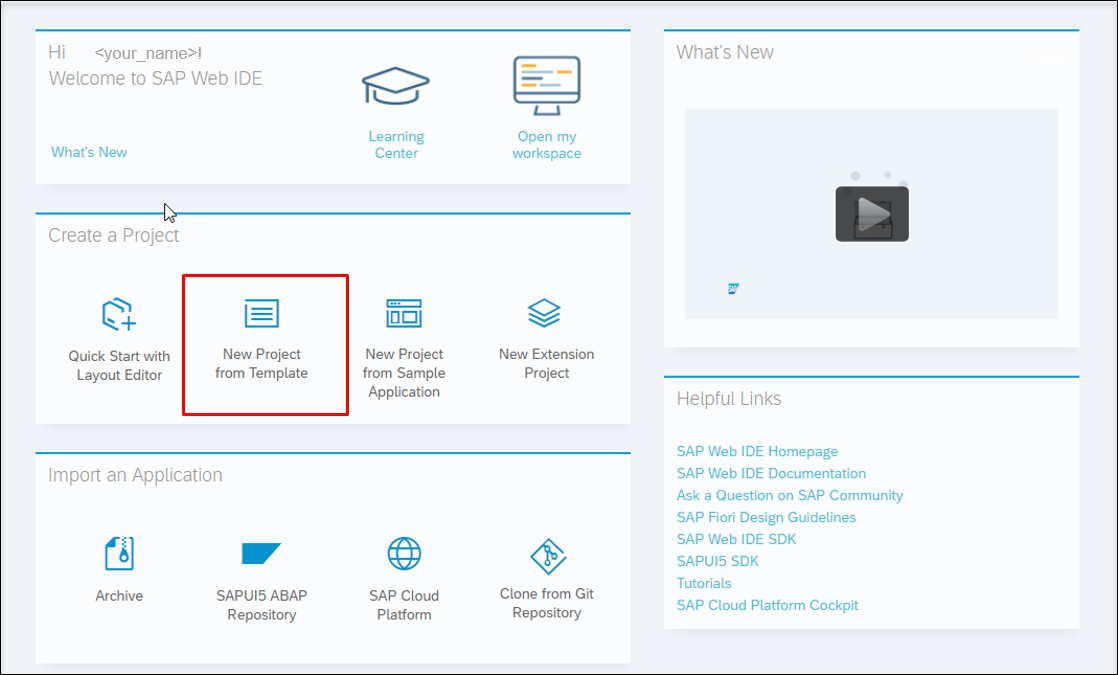 Hi <your_name>!
Welcome to SAP Web IDE
What's New
Learning
Center
Open my
workspace
Create a Project
Quick Start with
Layout Editor
New Project
from Template
New Project
from Sample
Application
New Extension
Project
Import an Application
Archive
SAPUI5 ABAP
Repository
SAP Cloud
Platform
Clone from Git
Repository
What's New
SAP
Helpful Links
SAP Web IDE Homepage
SAP Web IDE Documentation
Ask a Question on SAP Community
SAP Fiori Design Guidelines
SAP Web IDE SDK
SAPUI5 SDK
Tutorials
SAP Cloud Platform Cockpit